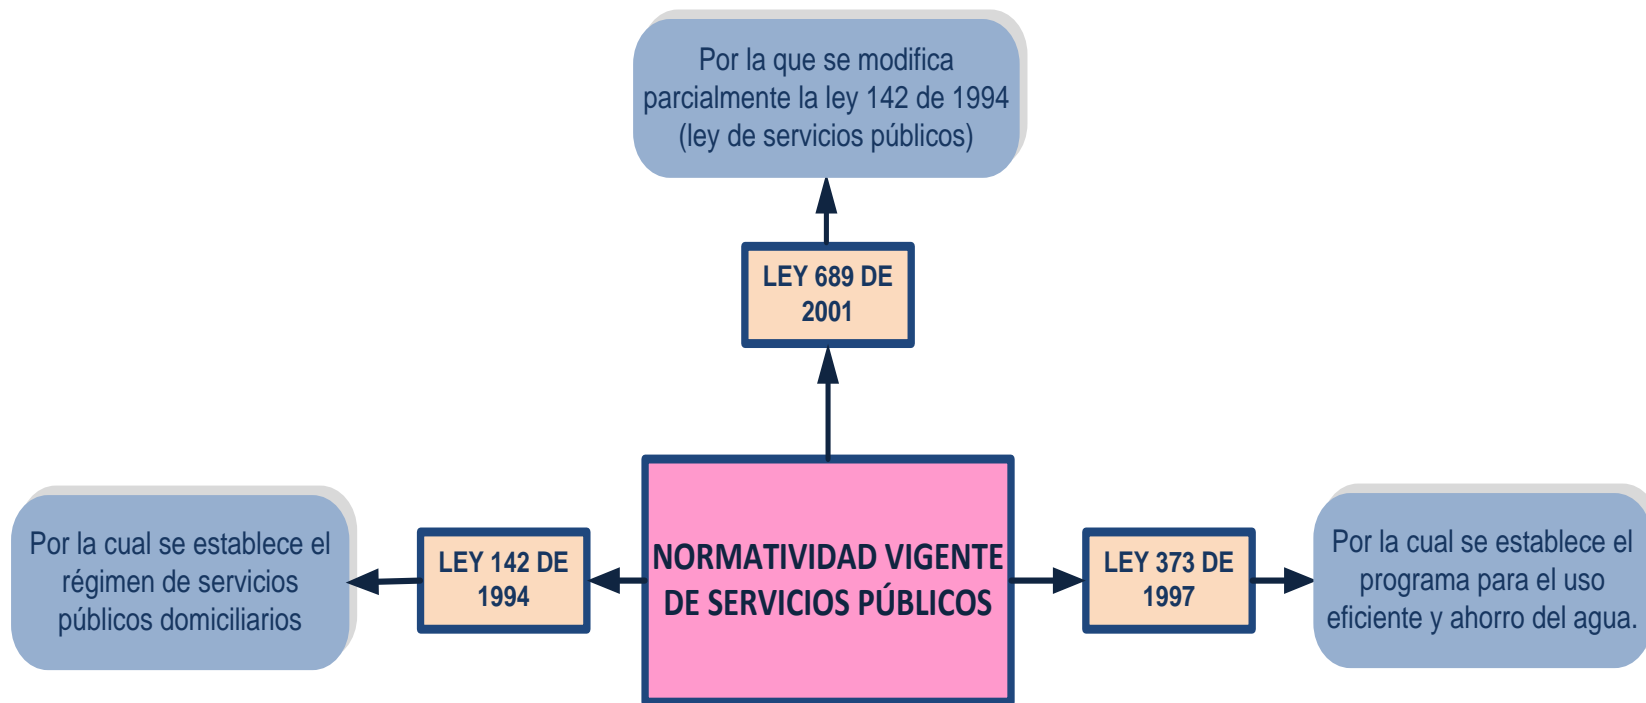 Por la que se modifica
parcialmente la ley 142 de 1994
(ley de servicios públicos)
LEY 689 DE
2001
Por la cual se establece el
régimen de servicios
públicos domiciliarios
LEY 142 DE
1994
NORMATIVIDAD VIGENTE
DE SERVICIOS PÚBLICOS
LEY 373 DE
1997
Por la cual se establece el
programa para el uso
eficiente y ahorro del agua.